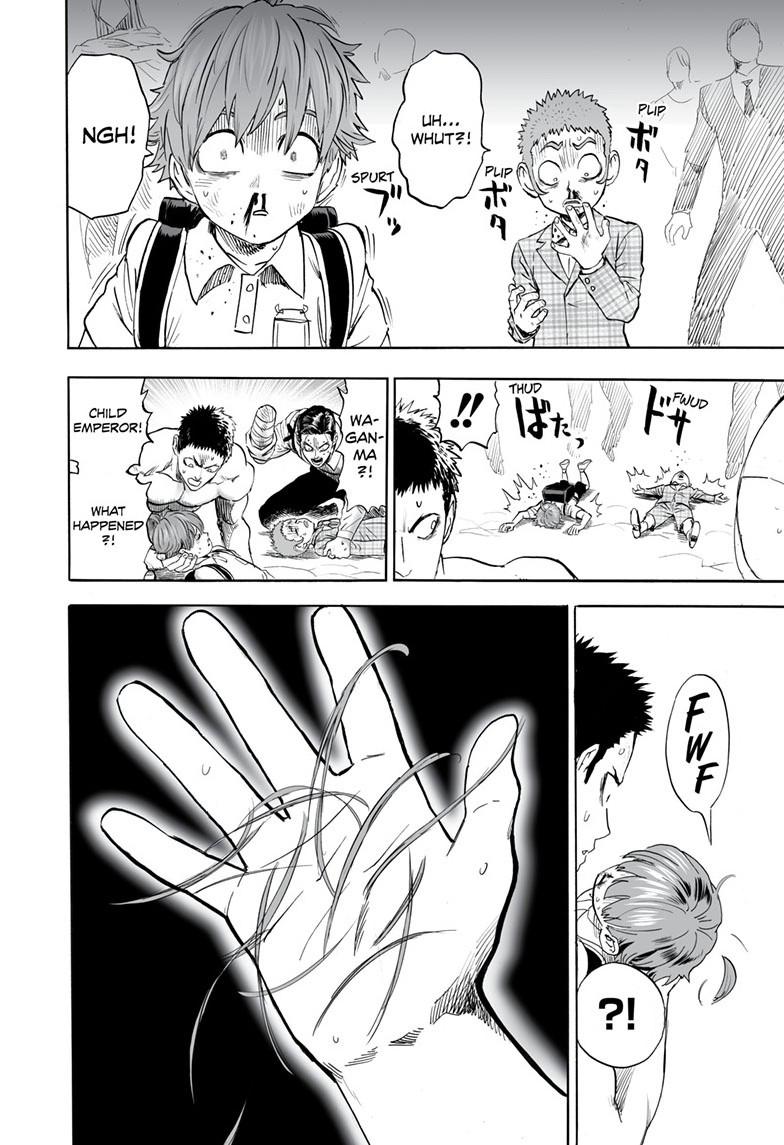 PLIP
ボタ
UH...
WHUT?!
PLIP
ボタ
SPURT
ブッ
NGH!
FWUD
ドサ
THUD
ばたっ
!!
WA-
GAN-
MA
?!
CHILD
EMPEROR!
WHAT
HAPPENED
?!
FWF
?!